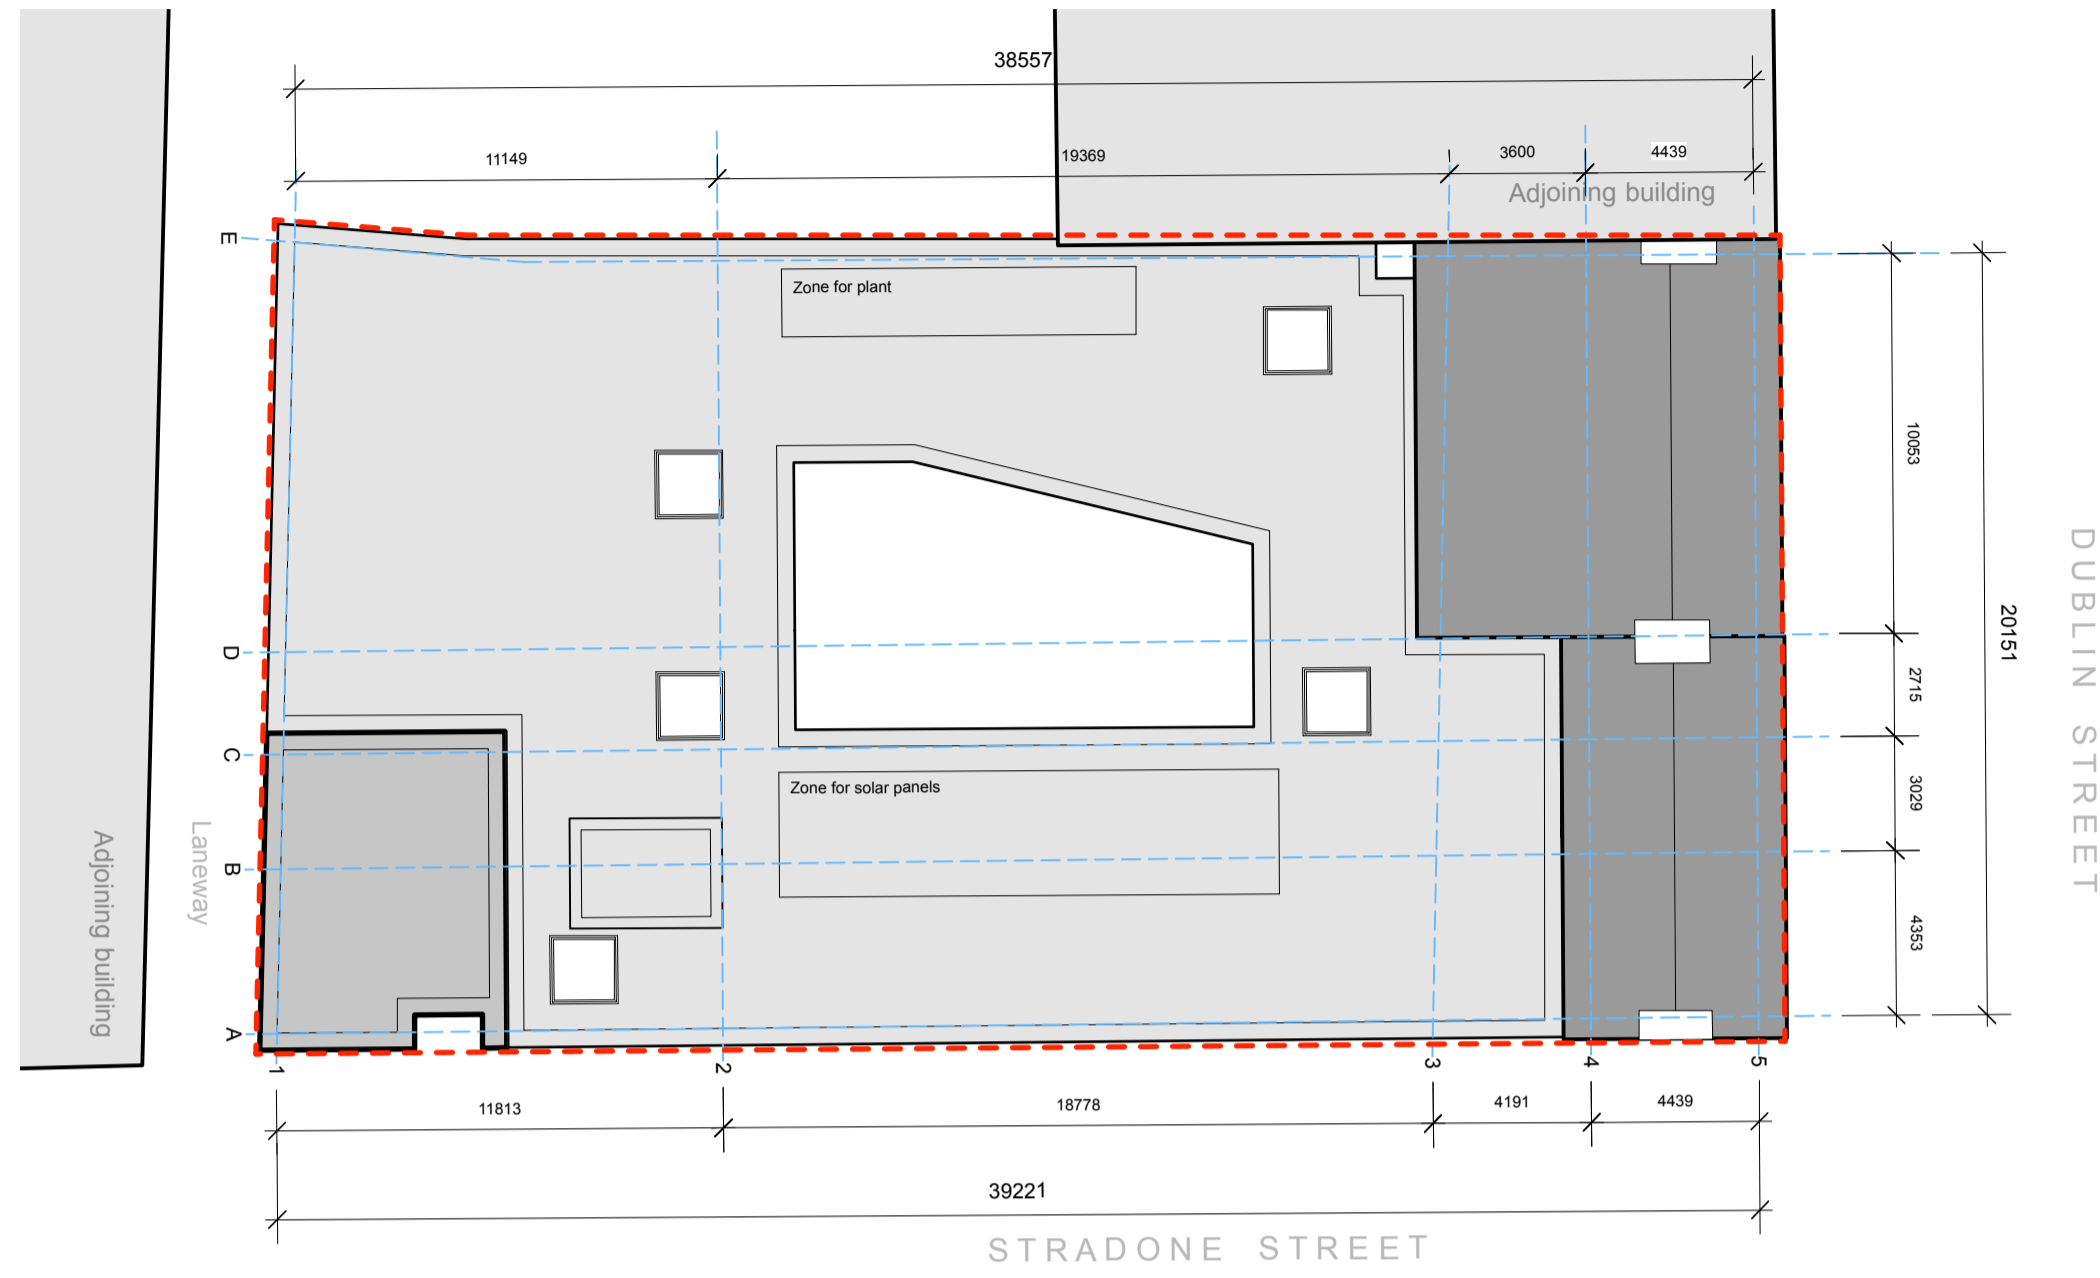 38557
11149
19369
3600
4439
Adjoining building
E
Zone for plant
10053
D
20151
2715
C
Zone for solar panels
3029
B
4353
A
Laneway
Adjoining building
DUBLIN STREET
1
2
3
4
5
11813
18778
4191
4439
39221
STRADONE STREET